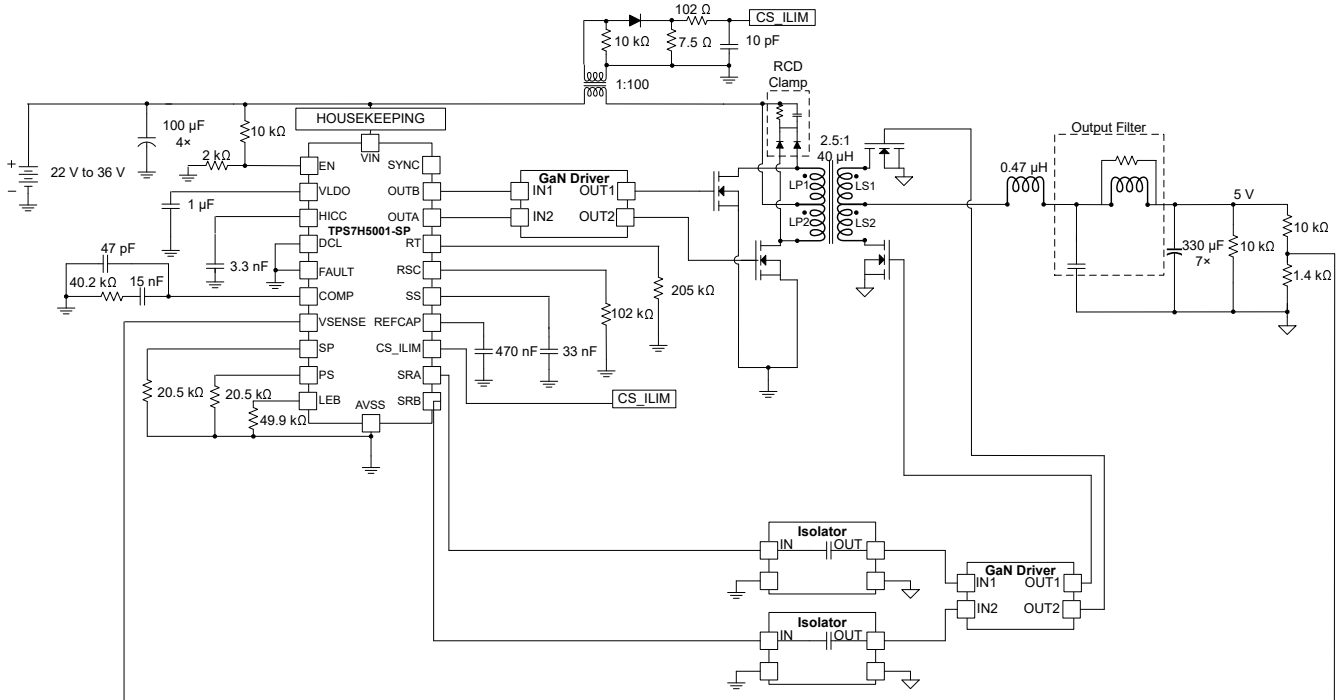 102 Ω
CS_ILIM
10 kΩ
7.5 Ω
10 pF
1:100
RCD
Clamp
HOUSEKEEPING
100 µF
4×
10 kΩ
2 kΩ
22 V to 36 V
+
−
VIN
EN
SYNC
VLDO
OUTB
HICC
OUTA
TPS7H5001-SP
DCL
RT
FAULT
RSC
COMP
SS
VSENSE
REFCAP
SP
CS_ILIM
PS
SRA
LEB
SRB
AVSS
1 µF
3.3 nF
47 pF
40.2 kΩ
15 nF
20.5 kΩ
20.5 kΩ
49.9 kΩ
GaN Driver
IN1 OUT1
IN2 OUT2
205 kΩ
102 kΩ
470 nF
33 nF
CS_ILIM
2.5:1
40 µH
LP1
LS1
LP2
LS2
0.47 µH
Output Filter
5 V
330 µF
7×
10 kΩ
10 kΩ
1.4 kΩ
Isolator
IN OUT
GaN Driver
IN1 OUT1
IN2 OUT2
Isolator
IN OUT